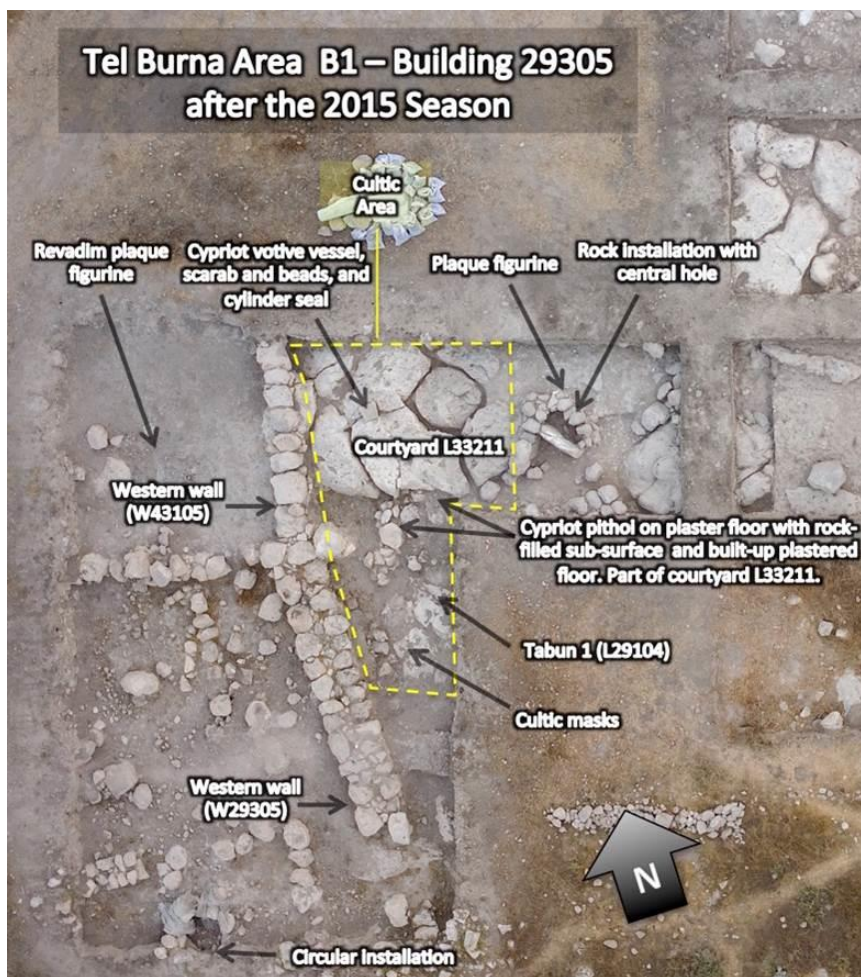 Tel Burna Area B1 – Building 29305
after the 2015 Season
Cultic
Area
Revadim plaque
figurine
Cypriot votive vessel,
scarab and beads, and
cylinder seal
Plaque figurine
Rock installation with
central hole
Courtyard L33211
Western wall
(W43105)
Cypriot pithoI on plaster floor with rock-
filled sub-surface and built-up plastered
floor. Part of courtyard L33211.
Tabun 1 (L29104)
Cultic masks
Western wall
(W29305)
N
Circular installation